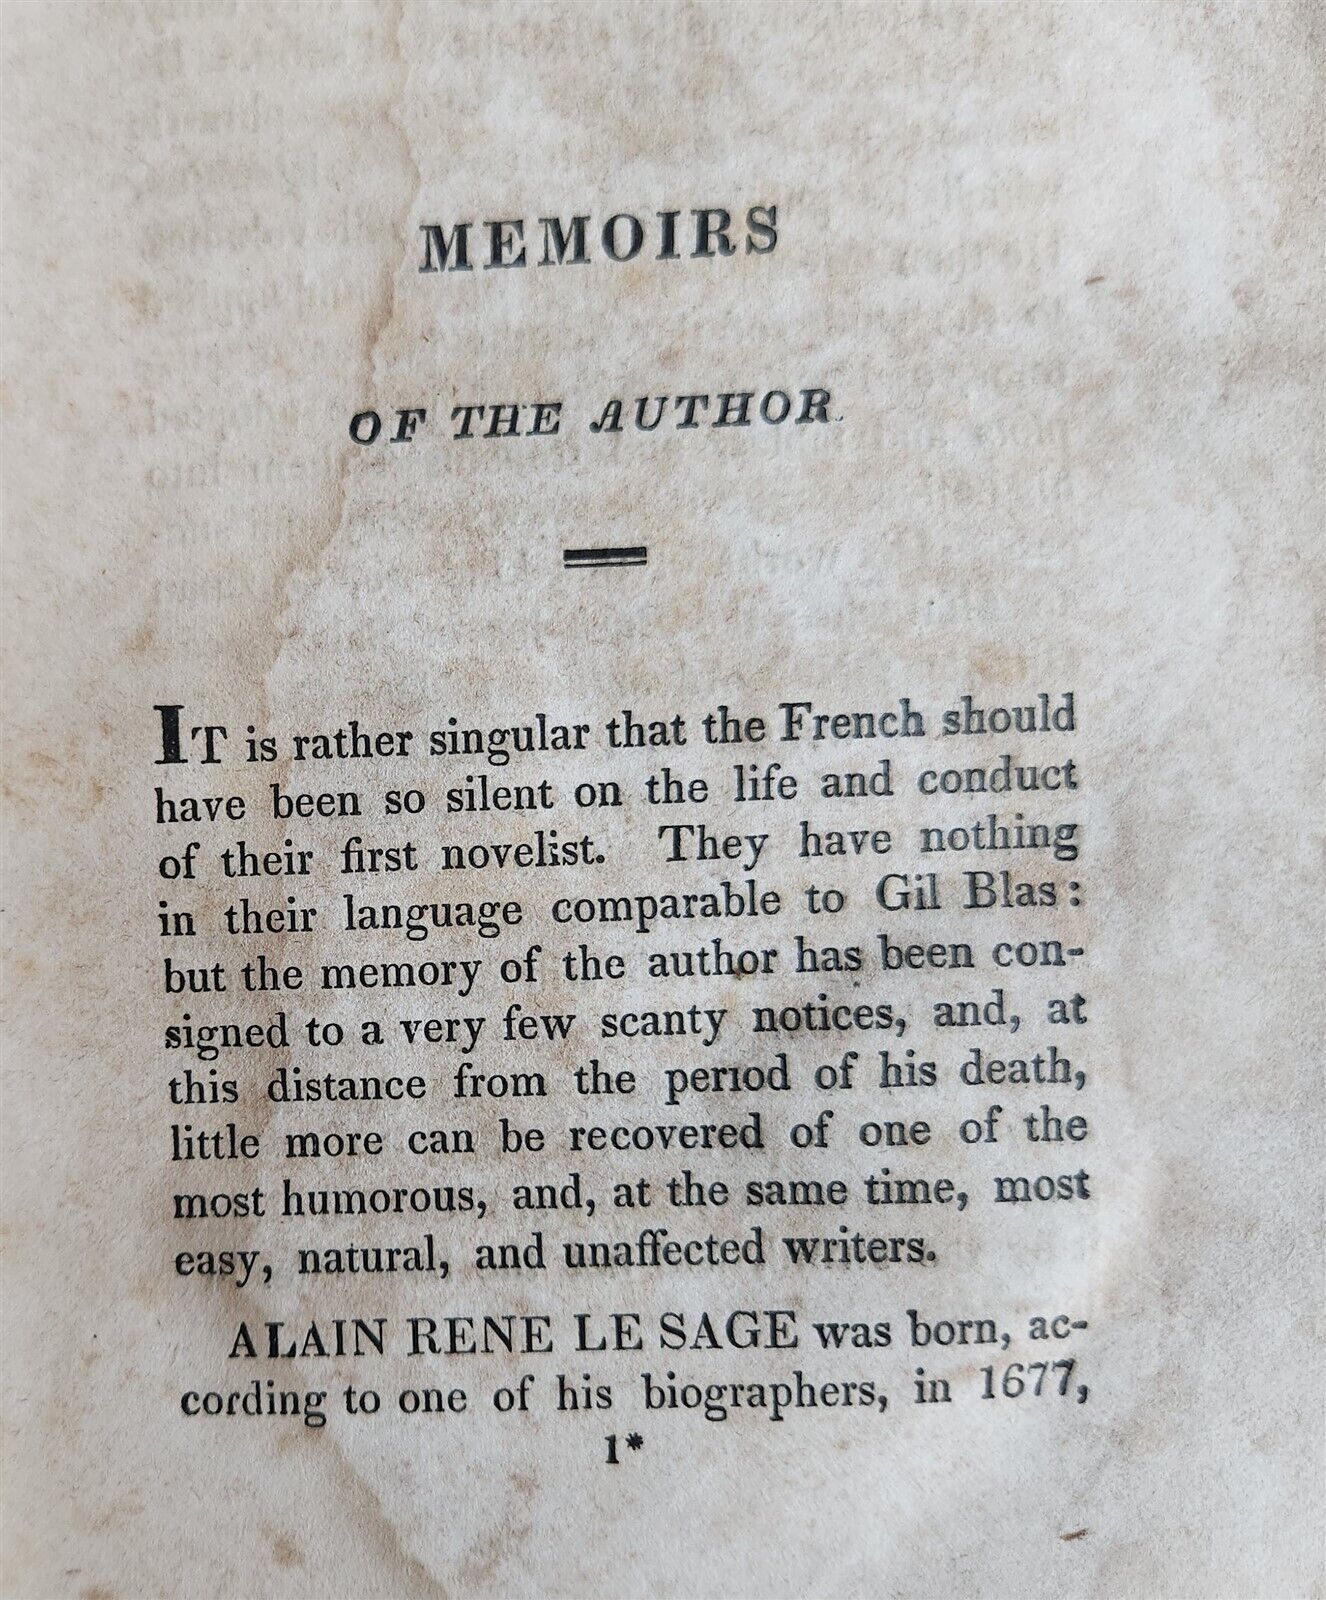 MEMOIRS
OF THE AUTHOR.
IT is rather singular that the French should
have been so silent on the life and conduct
of their first novelist. They have nothing
in their language comparable to Gil Blas:
but the memory of the author has been con-
signed to a very few scanty notices, and, at
this distance from the period of his death,
little more can be recovered of one of the
most humorous, and, at the same time, most
easy, natural, and unaffected writers.
ALAIN RENE LE SAGE was born, ac-
cording to one of his biographers, in 1677,
1*